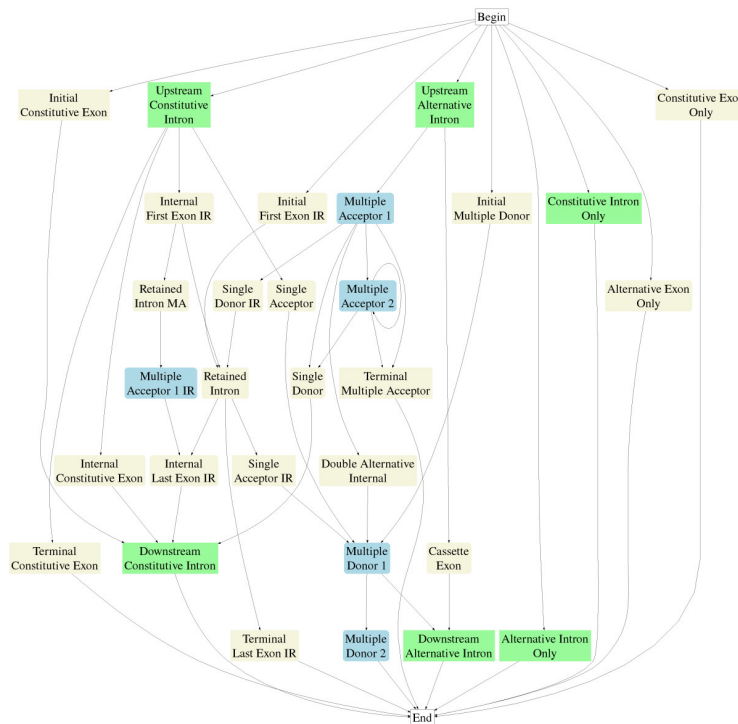 Begin
Initial
Constitutive Exon
Upstream
Constitutive
Intron
Upstream
Alternative
Intron
Constitutive Exo
Only
Internal
First Exon IR
Initial
First Exon IR
Multiple
Acceptor 1
Initial
Multiple Donor
Constitutive Intron
Only
Retained
Intron MA
Single
Donor IR
Single
Acceptor
Multiple
Acceptor 2
Alternative Exon
Only
Multiple
Acceptor 1 IR
Retained
Intron
Single
Donor
Terminal
Multiple Acceptor
Internal
Constitutive Exon
Internal
Last Exon IR
Single
Acceptor IR
Double Alternative
Internal
Terminal
Constitutive Exon
Downstream
Constitutive Intron
Multiple
Donor 1
Cassette
Exon
Terminal
Last Exon IR
Multiple
Donor 2
Downstream
Alternative Intron
Alternative Intron
Only
End